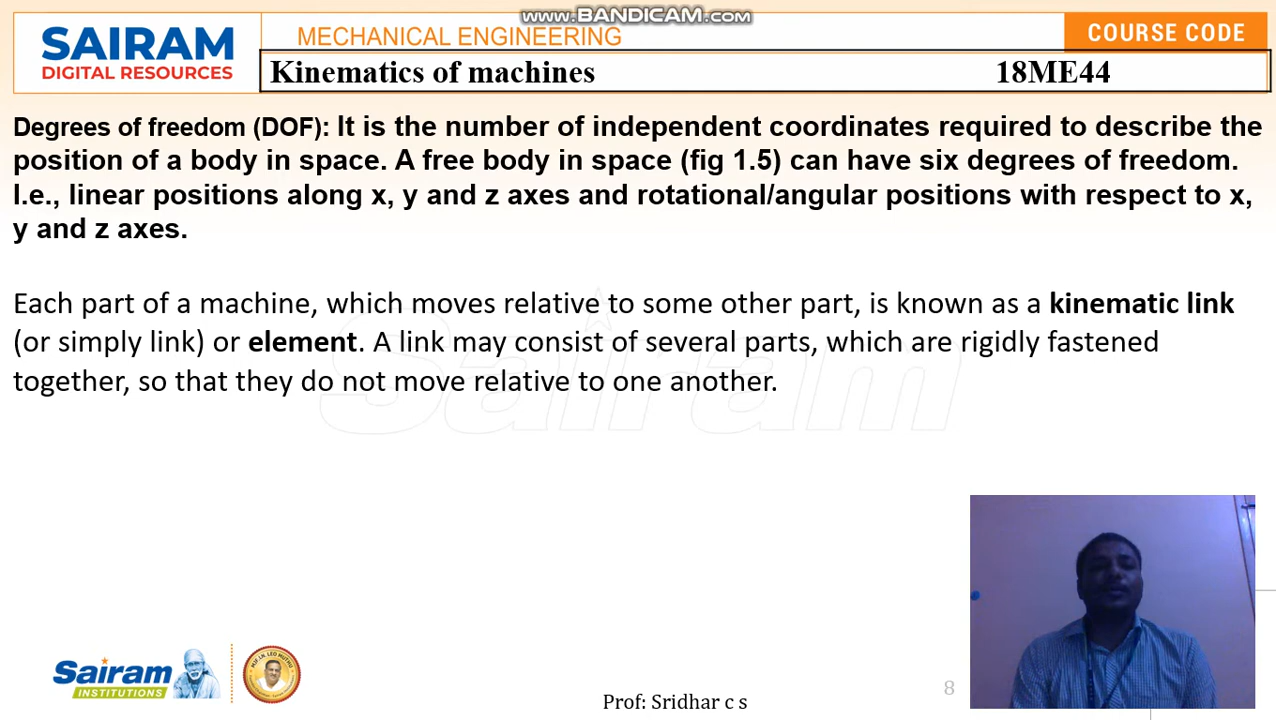 www.BANDICAM.com
SAIRAM
DIGITAL RESOURCES
MECHANICAL ENGINEERING
COURSE CODE
Kinematics of machines 18ME44
Degrees of freedom (DOF): It is the number of independent coordinates required to describe the
position of a body in space. A free body in space (fig 1.5) can have six degrees of freedom.
I.e., linear positions along x, y and z axes and rotational/angular positions with respect to x,
y and z axes.
Each part of a machine, which moves relative to some other part, is known as a kinematic link
(or simply link) or element. A link may consist of several parts, which are rigidly fastened
together, so that they do not move relative to one another.
Sairam
Sairam
INSTITUTIONS
MJF. LN. LEO MUTHU
Prof: Sridhar c s
8